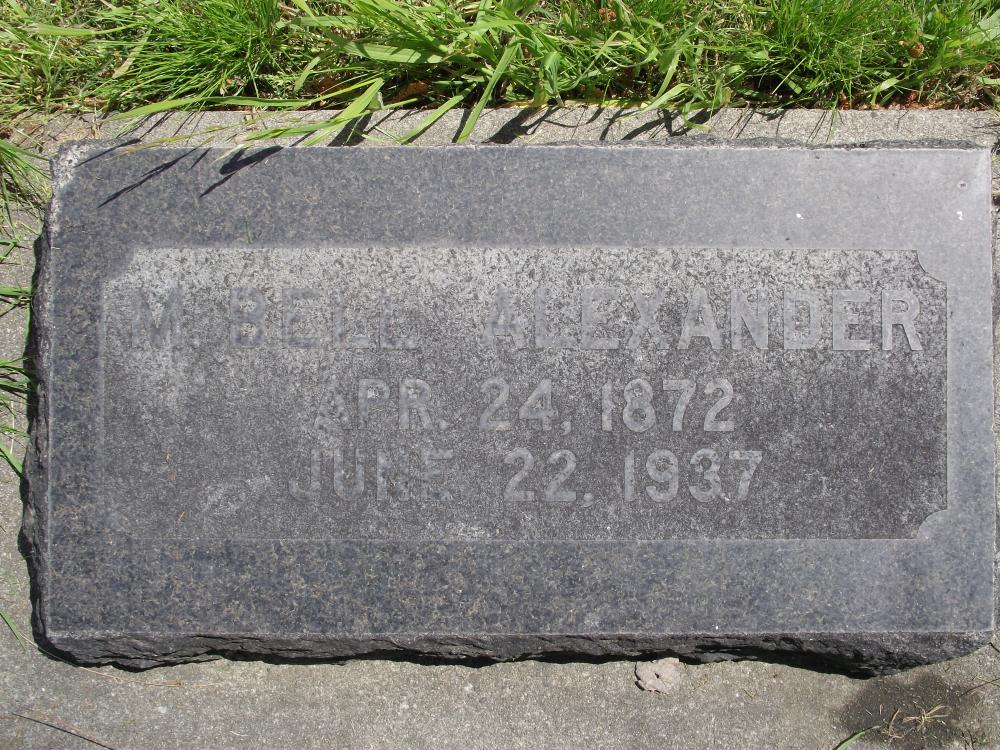 M. BELL ALEXANDER
APR. 24, 1872
JUNE 22, 1937